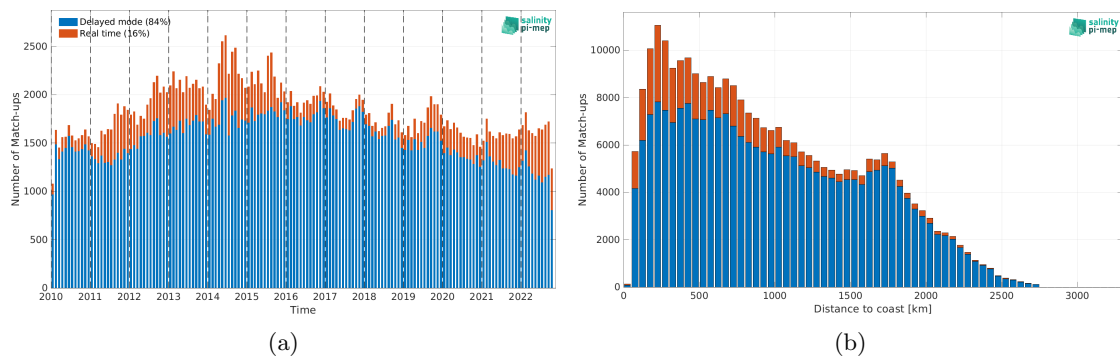 Delayed mode (84%)
Real time (16%)
salinity
pi-mep
Number of Match-ups
2500
2000
1500
1000
500
0
2010 2011 2012 2013 2014 2015 2016 2017 2018 2019 2020 2021 2022
Time
(a)
salinity
pi-mep
Number of Match-ups
10000
8000
6000
4000
2000
0
0 500 1000 1500 2000 2500 3000
Distance to coast [km]
(b)